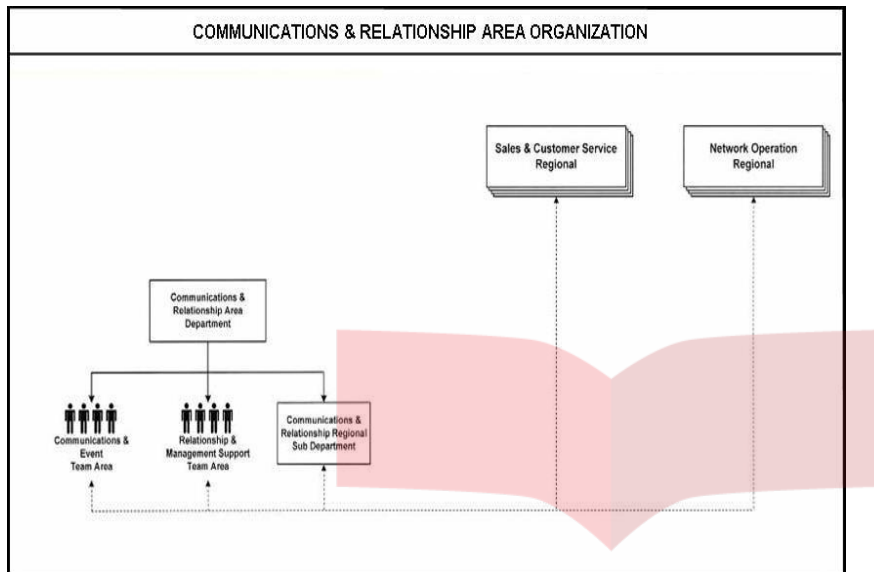 COMMUNICATIONS & RELATIONSHIP AREA ORGANIZATION
Sales & Customer Service
Regional
Network Operation
Regional
Communications &
Relationship Area
Department
Communications &
Event
Team Area
Relationship &
Management Support
Team Area
Communications &
Relationship Regional
Sub Department